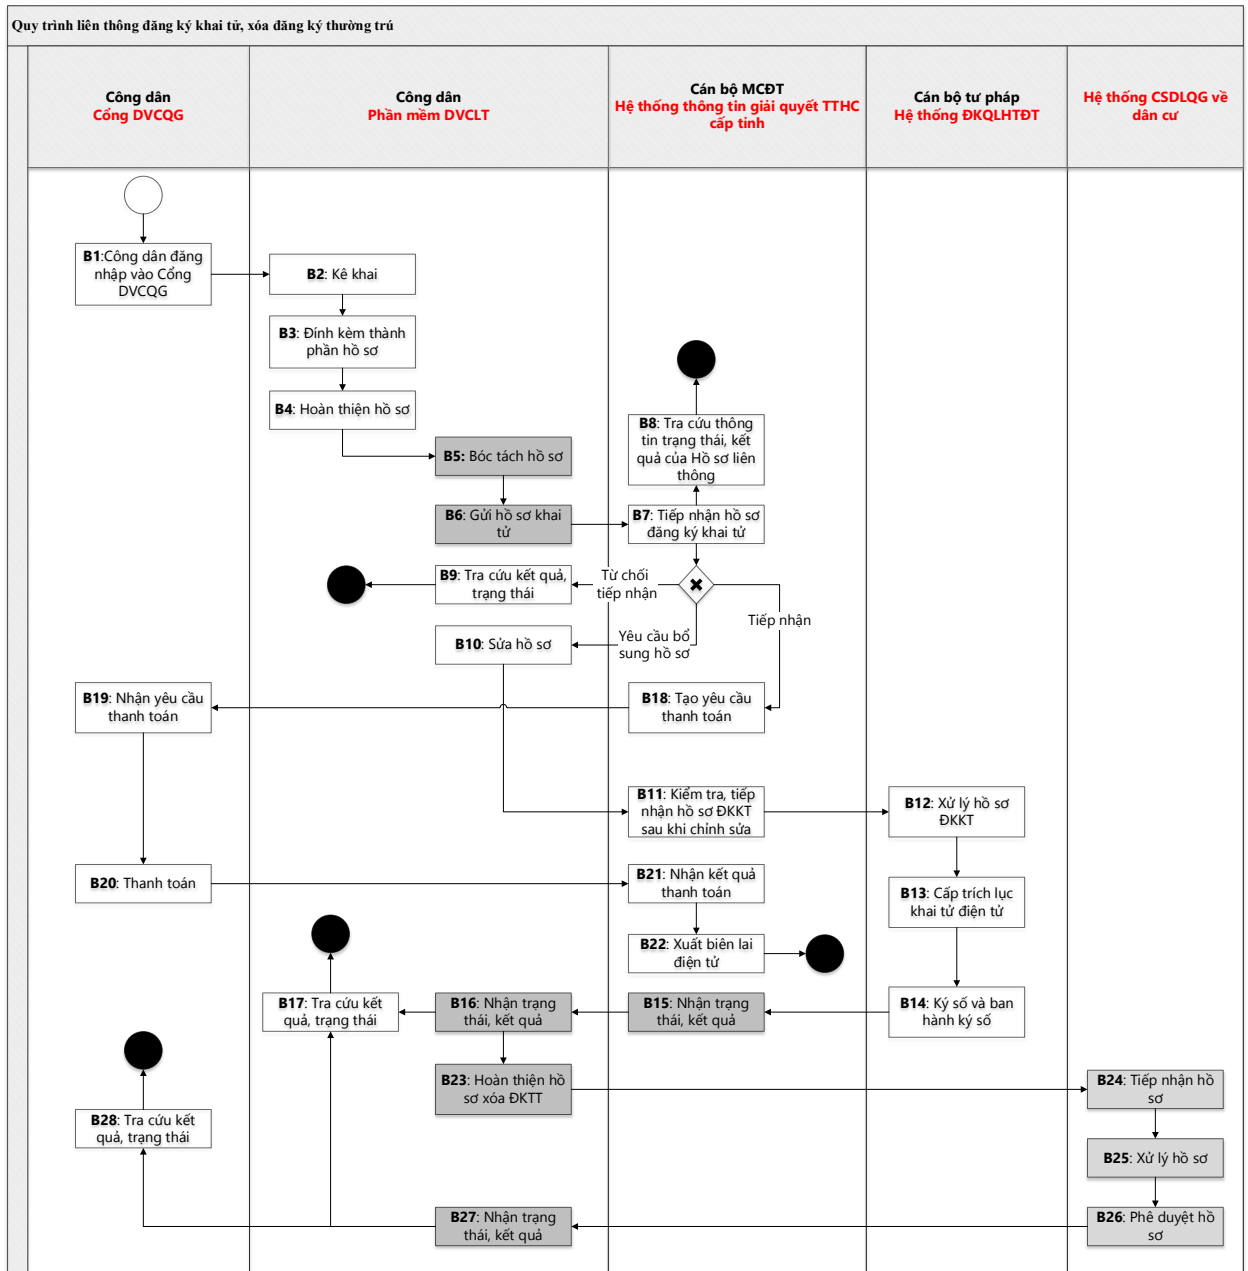 Quy trình liên thông đăng ký khai tử, xóa đăng ký thường trú
Công dân
Cổng DVCQG
Công dân
Phần mềm DVCLT
Cán bộ MCĐT
Hệ thống thông tin giải quyết TTHC
cấp tỉnh
Cán bộ tư pháp
Hệ thống ĐKQLHTĐT
Hệ thống CSDLQG về
dân cư
B1:Công dân đăng
nhập vào Cổng
DVCQG
B2: Kê khai
B3: Đính kèm thành
phần hồ sơ
B4: Hoàn thiện hồ sơ
B5: Bóc tách hồ sơ
B6: Gửi hồ sơ khai
tử
B8: Tra cứu thông
tin trạng thái, kết
quả của Hồ sơ liên
thông
B7: Tiếp nhận hồ sơ
đăng ký khai tử
B9: Tra cứu kết quả,
trạng thái
Từ chối
tiếp nhận
Tiếp nhận
B10: Sửa hồ sơ
Yêu cầu bổ
sung hồ sơ
B19: Nhận yêu cầu
thanh toán
B18: Tạo yêu cầu
thanh toán
B11: Kiểm tra, tiếp
nhận hồ sơ ĐKKT
sau khi chỉnh sửa
B12: Xử lý hồ sơ
ĐKKT
B20: Thanh toán
B21: Nhận kết quả
thanh toán
B13: Cấp trích lục
khai tử điện tử
B22: Xuất biên lai
điện tử
B17: Tra cứu kết
quả, trạng thái
B16: Nhận trạng
thái, kết quả
B15: Nhận trạng
thái, kết quả
B14: Ký số và ban
hành ký số
B23: Hoàn thiện hồ
sơ xóa ĐKTT
B24: Tiếp nhận hồ
sơ
B28: Tra cứu kết
quả, trạng thái
B25: Xử lý hồ sơ
B27: Nhận trạng
thái, kết quả
B26: Phê duyệt hồ
sơ